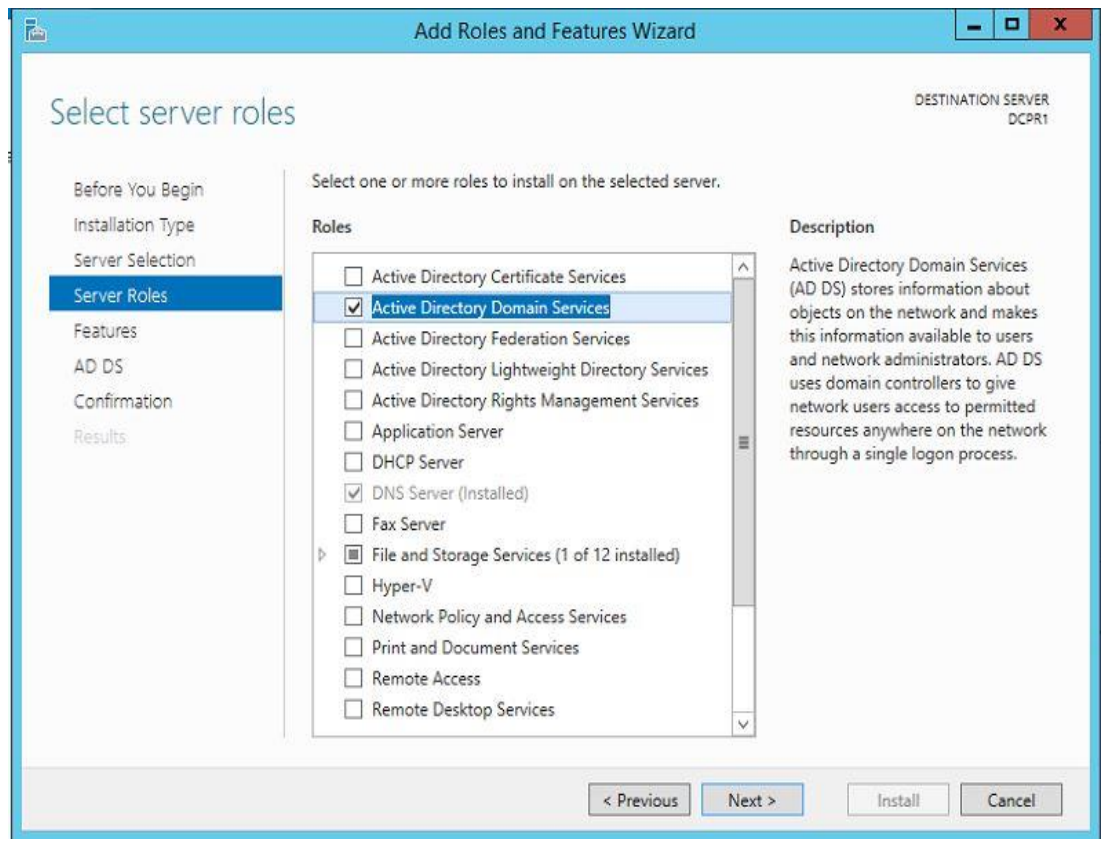 Add Roles and Features Wizard
Select server roles
DESTINATION SERVER
DCPR1
Before You Begin
Installation Type
Server Selection
Server Roles
Features
AD DS
Confirmation
Results
Select one or more roles to install on the selected server.
Roles
Active Directory Certificate Services
Active Directory Domain Services
Active Directory Federation Services
Active Directory Lightweight Directory Services
Active Directory Rights Management Services
Application Server
DHCP Server
DNS Server (Installed)
Fax Server
File and Storage Services (1 of 12 installed)
Hyper-V
Network Policy and Access Services
Print and Document Services
Remote Access
Remote Desktop Services
Description
Active Directory Domain Services
(AD DS) stores information about
objects on the network and makes
this information available to users
and network administrators. AD DS
uses domain controllers to give
network users access to permitted
resources anywhere on the network
through a single logon process.
< Previous
Next >
Install
Cancel